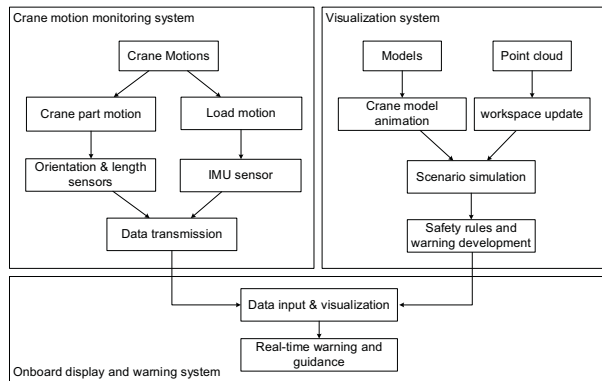 Crane motion monitoring system
Crane Motions
Crane part motion
Load motion
Orientation & length
sensors
IMU sensor
Data transmission
Visualization system
Models
Point cloud
Crane model
animation
workspace update
Scenario simulation
Safety rules and
warning development
Data input & visualization
Real-time warning and
guidance
Onboard display and warning system